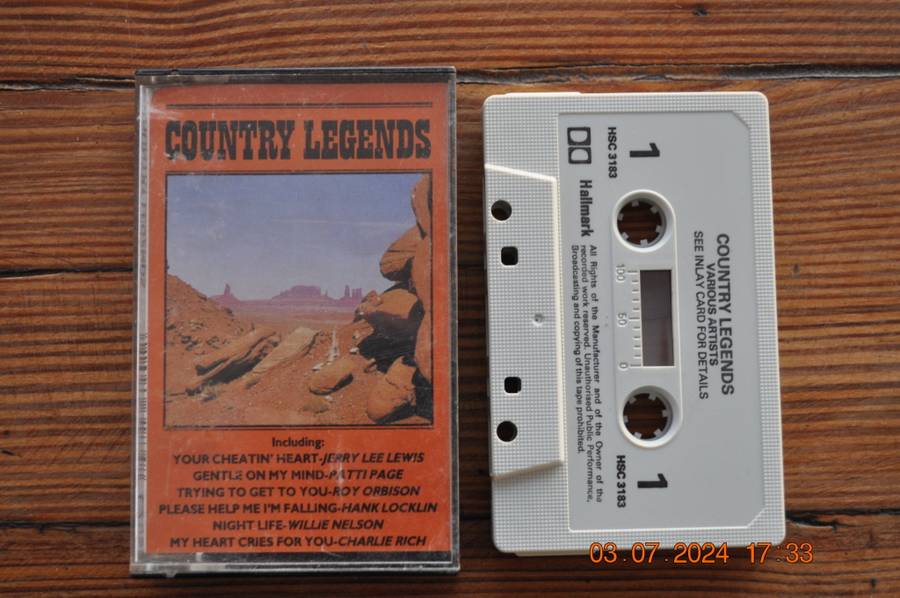 COUNTRY LEGENDS
Including:
YOUR CHEATIN' HEART-JERRY LEE LEWIS
GENTLE ON MY MIND-PATTI PAGE
TRYING TO GET TO YOU-ROY ORBISON
PLEASE HELP ME I'M FALLING-HANK LOCKLIN
NIGHT LIFE-WILLIE NELSON
MY HEART CRIES FOR YOU-CHARLIE RICH
COUNTRY LEGENDS
VARIOUS ARTISTS
SEE INLAY CARD FOR DETAILS
1
1
HSC 3183
HSC 3183
100 50 0
Hallmark
All Rights of the Manufacturer and of the Owner of the
recorded work reserved. Unauthorised Public Performance,
Broadcasting and copying of this tape prohibited.
03.07.2024 17:33